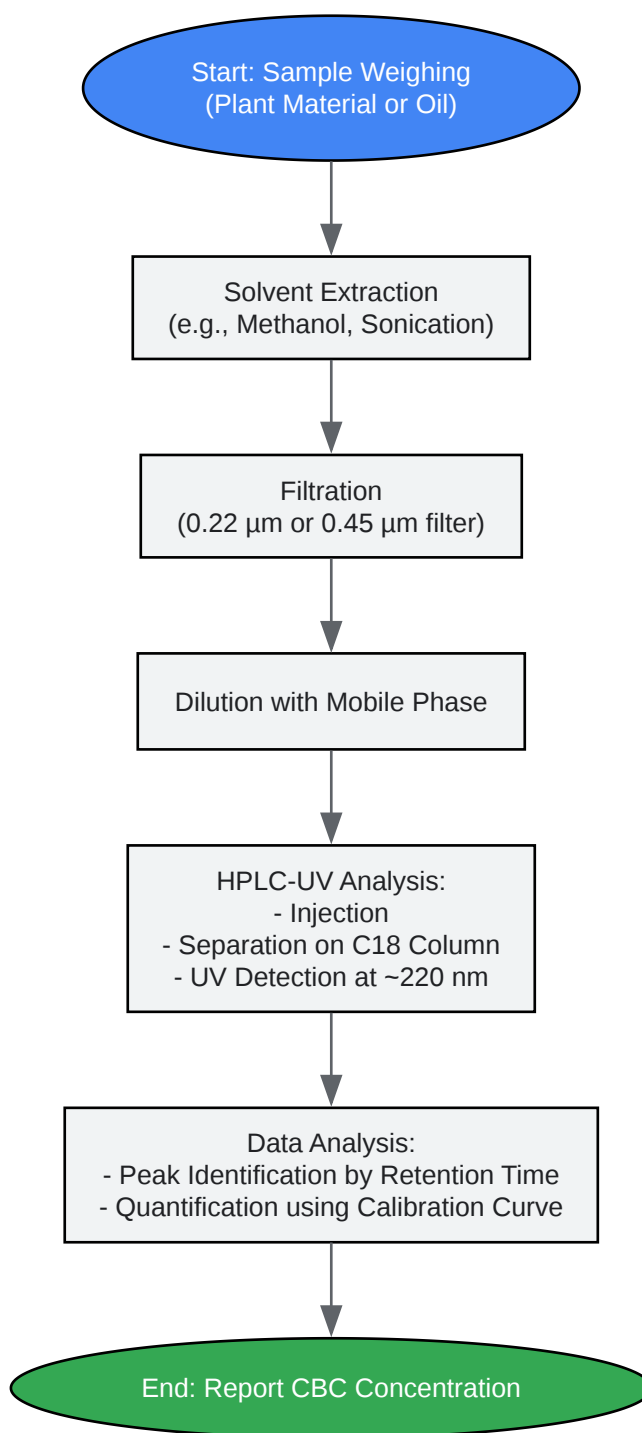 Start: Sample Weighing
(Plant Material or Oil)
Solvent Extraction
(e.g., Methanol, Sonication)
Filtration
(0.22 µm or 0.45 µm filter)
Dilution with Mobile Phase
HPLC-UV Analysis:
- Injection
- Separation on C18 Column
- UV Detection at ~220 nm
Data Analysis:
- Peak Identification by Retention Time
- Quantification using Calibration Curve
End: Report CBC Concentration